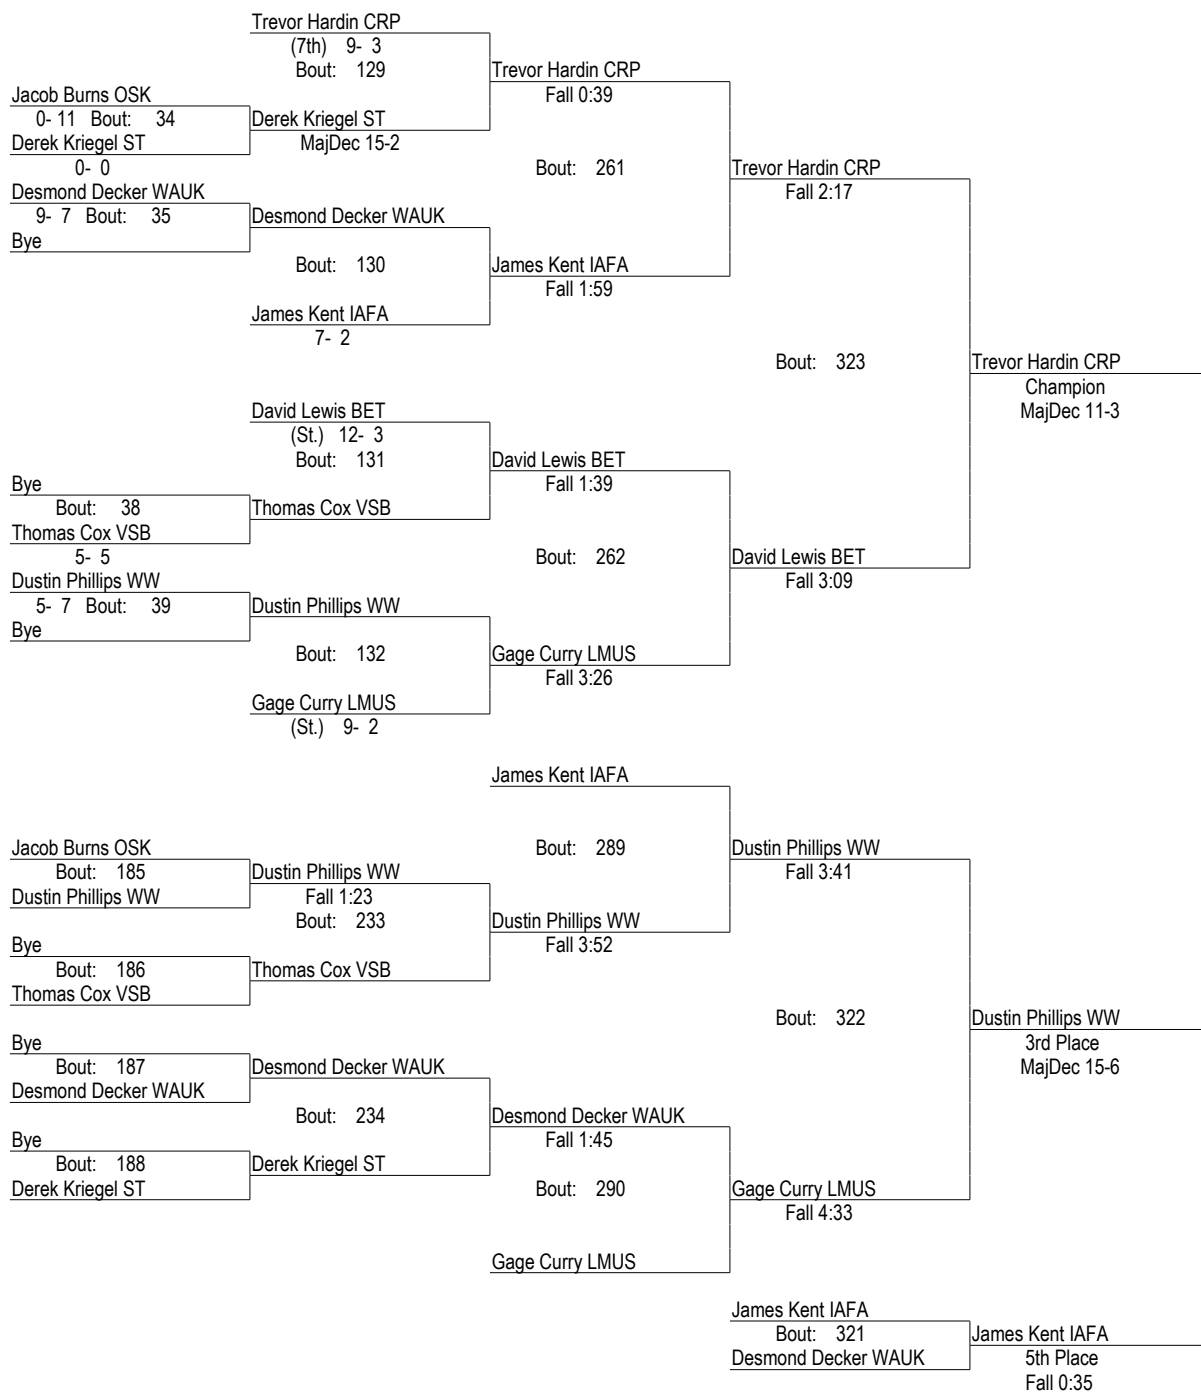 Trevor Hardin CRP
(7th) 9- 3
Bout: 129
Trevor Hardin CRP
Fall 0:39
Jacob Burns OSK
0- 11 Bout: 34
Derek Kriegel ST
MajDec 15-2
Derek Kriegel ST
0- 0
Bout: 261
Trevor Hardin CRP
Fall 2:17
Desmond Decker WAUK
9- 7 Bout: 35
Desmond Decker WAUK
Bye
Bout: 130
James Kent IAFA
Fall 1:59
James Kent IAFA
7- 2
Bout: 323
Trevor Hardin CRP
Champion
MajDec 11-3
David Lewis BET
(St.) 12- 3
Bout: 131
David Lewis BET
Fall 1:39
Bye
Bout: 38
Thomas Cox VSB
Thomas Cox VSB
5- 5
Bout: 262
David Lewis BET
Fall 3:09
Dustin Phillips WW
5- 7 Bout: 39
Dustin Phillips WW
Bye
Bout: 132
Gage Curry LMUS
Fall 3:26
Gage Curry LMUS
(St.) 9- 2
James Kent IAFA
Bout: 289
Dustin Phillips WW
Fall 3:41
Jacob Burns OSK
Bout: 185
Dustin Phillips WW
Dustin Phillips WW
Fall 1:23
Bout: 233
Dustin Phillips WW
Fall 3:52
Bye
Bout: 186
Thomas Cox VSB
Thomas Cox VSB
Bout: 322
Dustin Phillips WW
3rd Place
MajDec 15-6
Bye
Bout: 187
Desmond Decker WAUK
Desmond Decker WAUK
Bout: 234
Desmond Decker WAUK
Fall 1:45
Bye
Bout: 188
Derek Kriegel ST
Derek Kriegel ST
Bout: 290
Gage Curry LMUS
Fall 4:33
Gage Curry LMUS
James Kent IAFA
Bout: 321
James Kent IAFA
Desmond Decker WAUK
5th Place
Fall 0:35